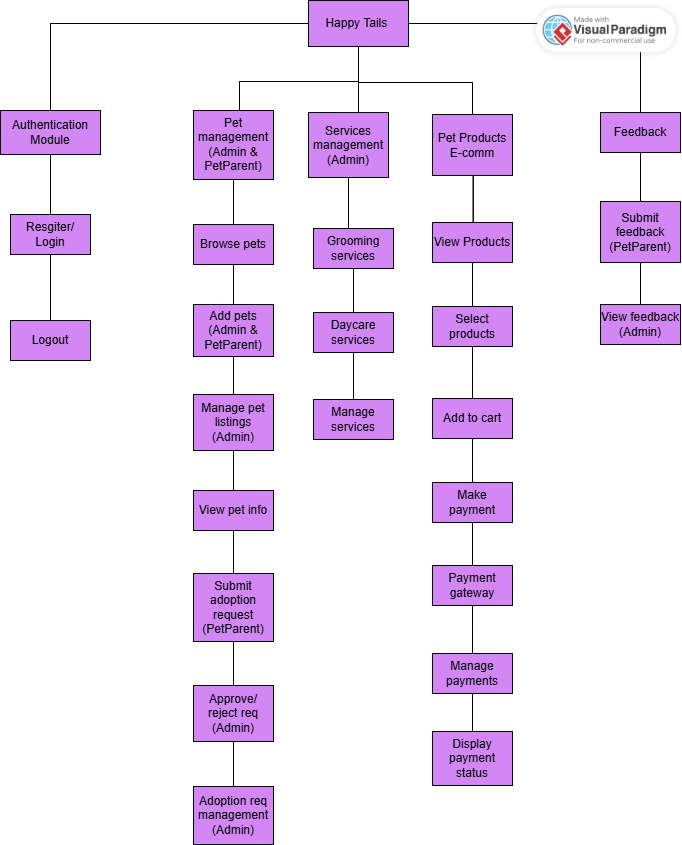 Happy Tails
Made with
Visual Paradigm
For non-commercial use
Authentication
Module
Resgiter/
Login
Logout
Pet
management
(Admin &
PetParent)
Browse pets
Add pets
(Admin &
PetParent)
Manage pet
listings
(Admin)
View pet info
Submit
adoption
request
(PetParent)
Approve/
reject req
(Admin)
Adoption req
management
(Admin)
Services
management
(Admin)
Grooming
services
Daycare
services
Manage
services
Pet Products
E-comm
View Products
Select
products
Add to cart
Make
payment
Payment
gateway
Manage
payments
Display
payment
status
Feedback
Submit
feedback
(PetParent)
View feedback
(Admin)